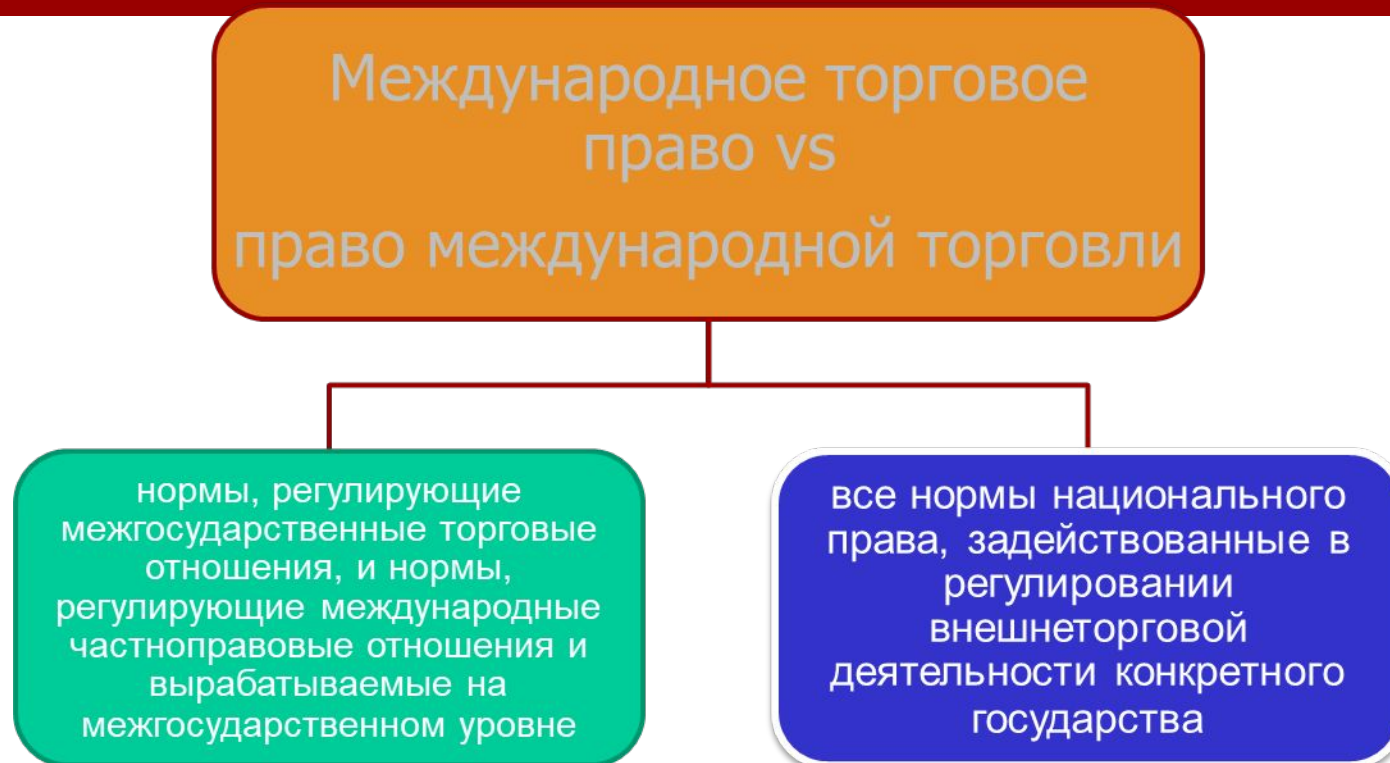 Международное торговое
право vs
право международной торговли
нормы, регулирующие
межгосударственные торговые
отношения, и нормы,
регулирующие международные
частноправовые отношения и
вырабатываемые на
межгосударственном уровне
все нормы национального
права, задействованные в
регулировании
внешнеторговой
деятельности конкретного
государства